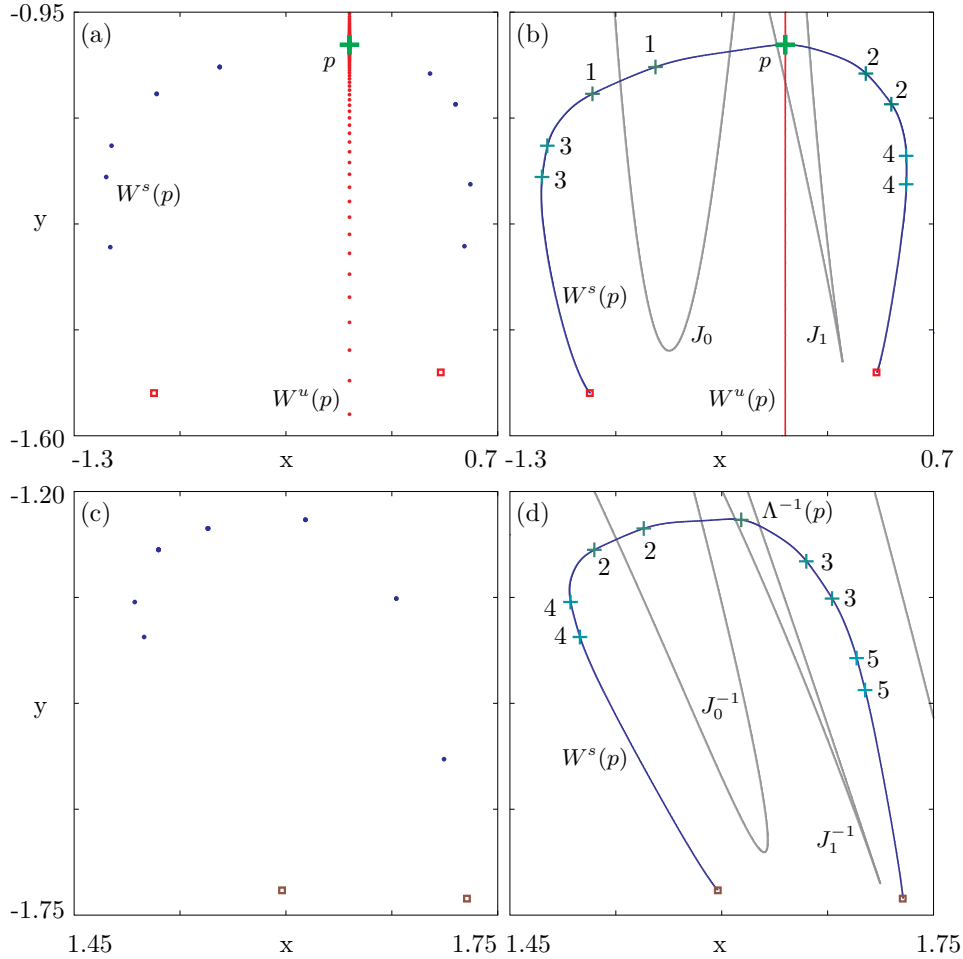 -0.95
(a)
p
W^s(p)
y
W^u(p)
-1.60
-1.3
x
0.7
(b)
1
1
p
2
2
3
3
4
4
W^s(p)
J_0
J_1
W^u(p)
-1.3
x
0.7
-1.20
(c)
y
-1.75
1.45
x
1.75
(d)
Λ^{-1}(p)
2
2
3
3
4
4
5
5
J_0^{-1}
W^s(p)
J_1^{-1}
1.45
x
1.75